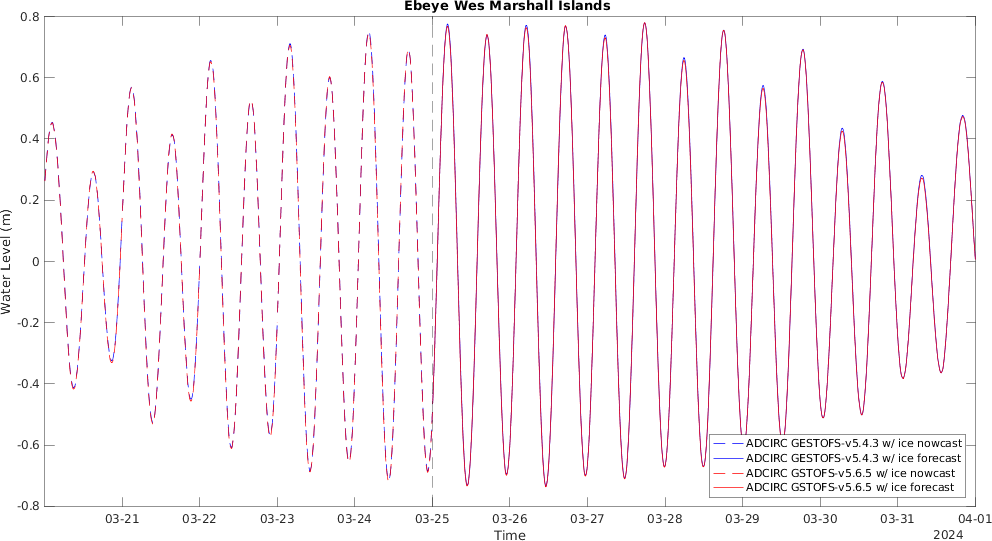 Ebeye Wes Marshall Islands
0.8
0.6
0.4
0.2
0
-0.2
-0.4
-0.6
-0.8
Water Level (m)
ADCIRC GESTOFS-v5.4.3 w/ ice nowcast
ADCIRC GESTOFS-v5.4.3 w/ ice forecast
ADCIRC GSTOFS-v5.6.5 w/ ice nowcast
ADCIRC GSTOFS-v5.6.5 w/ ice forecast
03-21 03-22 03-23 03-24 03-25 03-26 03-27 03-28 03-29 03-30 03-31 04-01
Time
2024